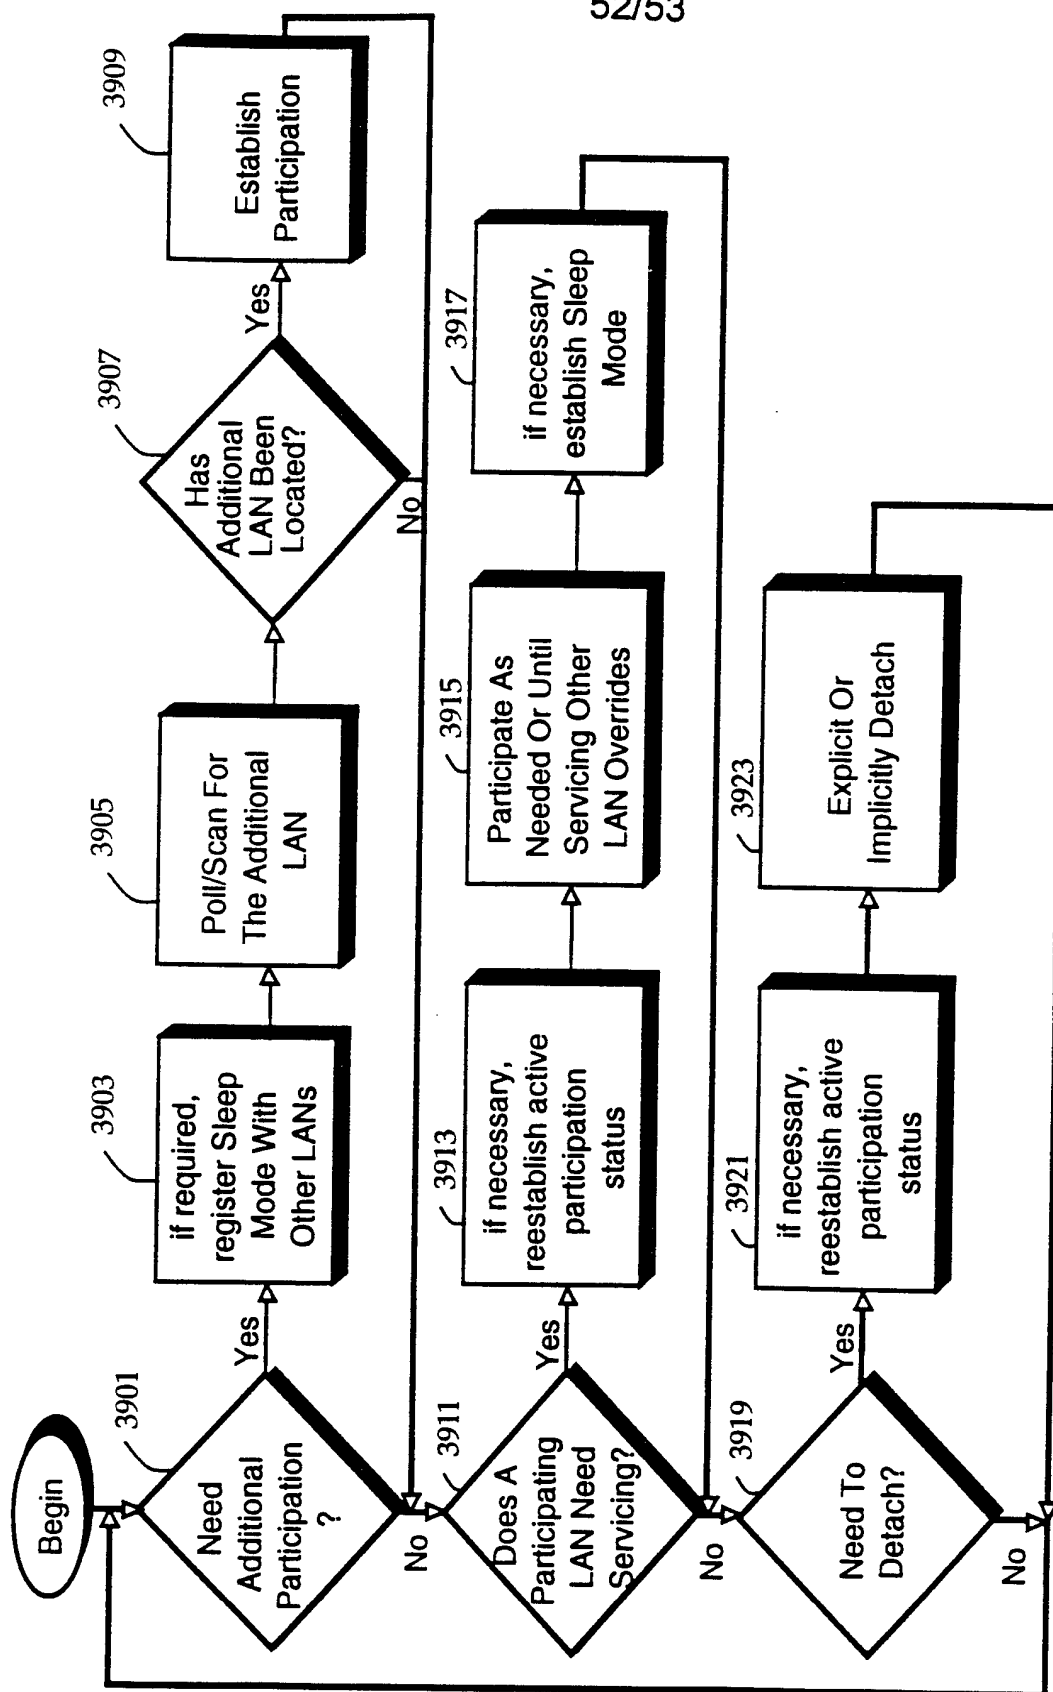 52/53
Begin
3901
Need
Additional
Participation
?
Yes
No
3903
if required,
register Sleep
Mode With
Other LANs
3905
Poll/Scan For
The Additional
LAN
3907
Has
Additional
LAN Been
Located?
Yes
No
3909
Establish
Participation
3911
Does A
Participating
LAN Need
Servicing?
Yes
No
3913
if necessary,
reestablish active
participation
status
3915
Participate As
Needed Or Until
Servicing Other
LAN Overrides
3917
if necessary,
establish Sleep
Mode
3919
Need To
Detach?
Yes
No
3921
if necessary,
reestablish active
participation
status
3923
Explicit Or
Implicitly Detach